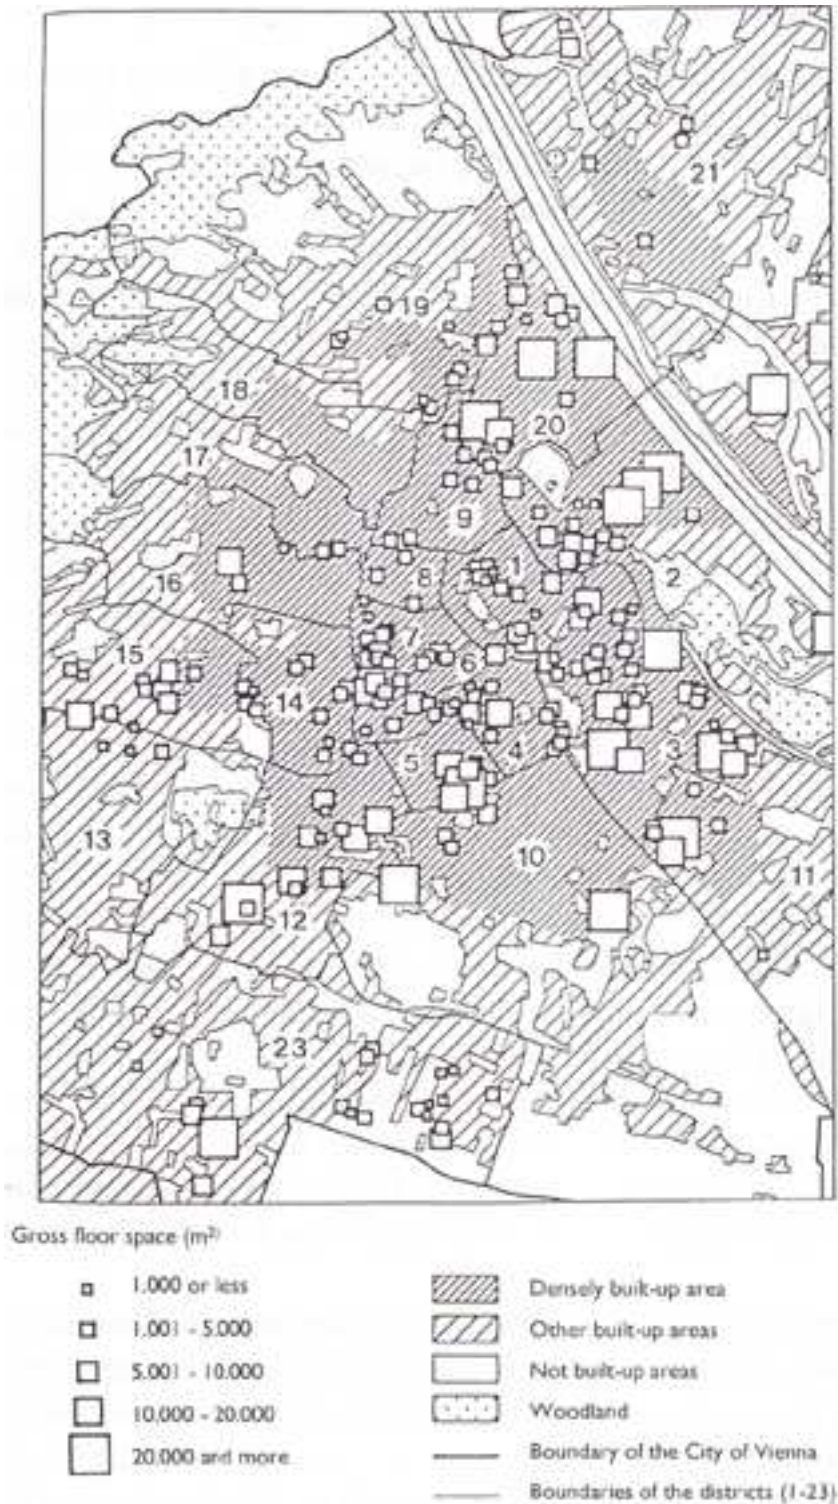 21
19
18
20
17
9
2
1
8
16
7
15
6
14
3
5
4
13
10
11
12
23
Gross floor space (m²)
1.000 or less
1.001 - 5.000
5.001 - 10.000
10.000 - 20.000
20.000 and more
Densely built-up area
Other built-up areas
Not built-up areas
Woodland
Boundary of the City of Vienna
Boundaries of the districts (1-23)